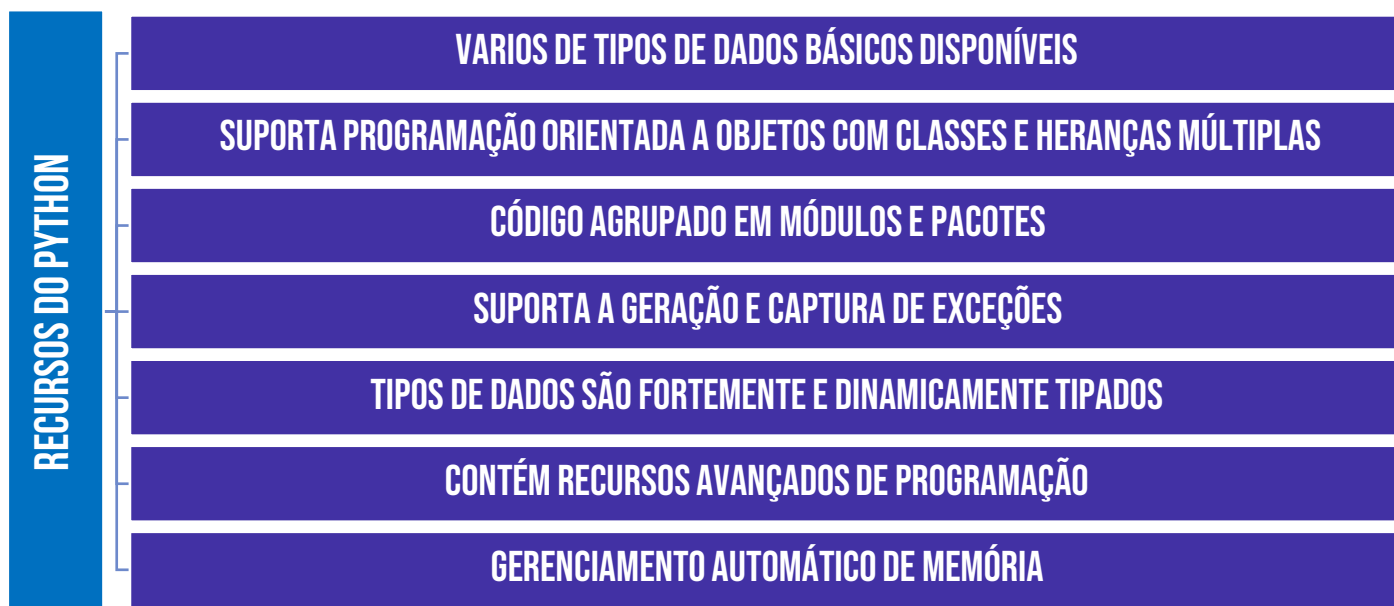 RECURSOS DO PYTHON
VARIOS DE TIPOS DE DADOS BÁSICOS DISPONÍVEIS
SUPORTA PROGRAMAÇÃO ORIENTADA A OBJETOS COM CLASSES E HERANÇAS MÚLTIPLAS
CÓDIGO AGRUPADO EM MÓDULOS E PACOTES
SUPORTA A GERAÇÃO E CAPTURA DE EXCEÇÕES
TIPOS DE DADOS SÃO FORTEMENTE E DINAMICAMENTE TIPADOS
CONTÉM RECURSOS AVANÇADOS DE PROGRAMAÇÃO
GERENCIAMENTO AUTOMÁTICO DE MEMÓRIA